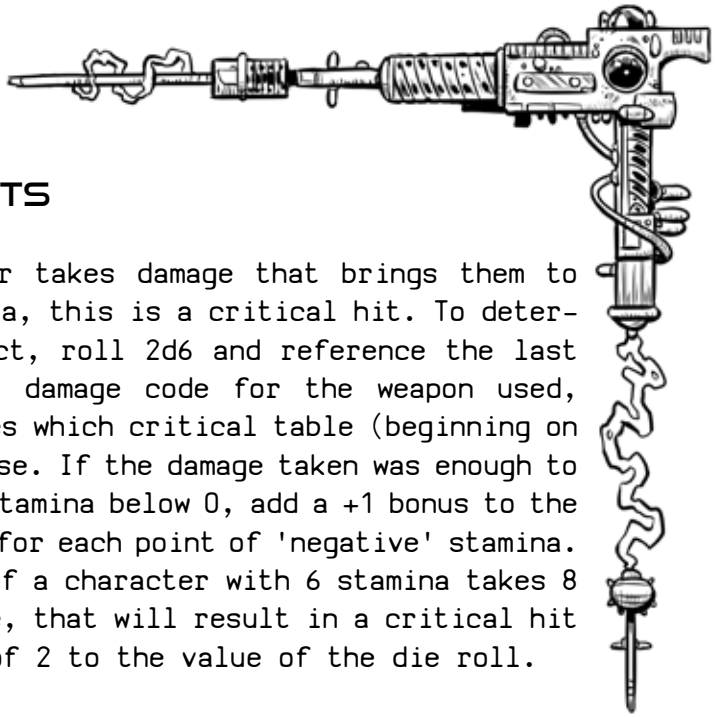 TS
r takes damage that brings them to
a, this is a critical hit. To deter-
ct, roll 2d6 and reference the last
damage code for the weapon used,
s which critical table (beginning on
se. If the damage taken was enough to
tamina below 0, add a +1 bonus to the
for each point of 'negative' stamina.
f a character with 6 stamina takes 8
e, that will result in a critical hit
of 2 to the value of the die roll.